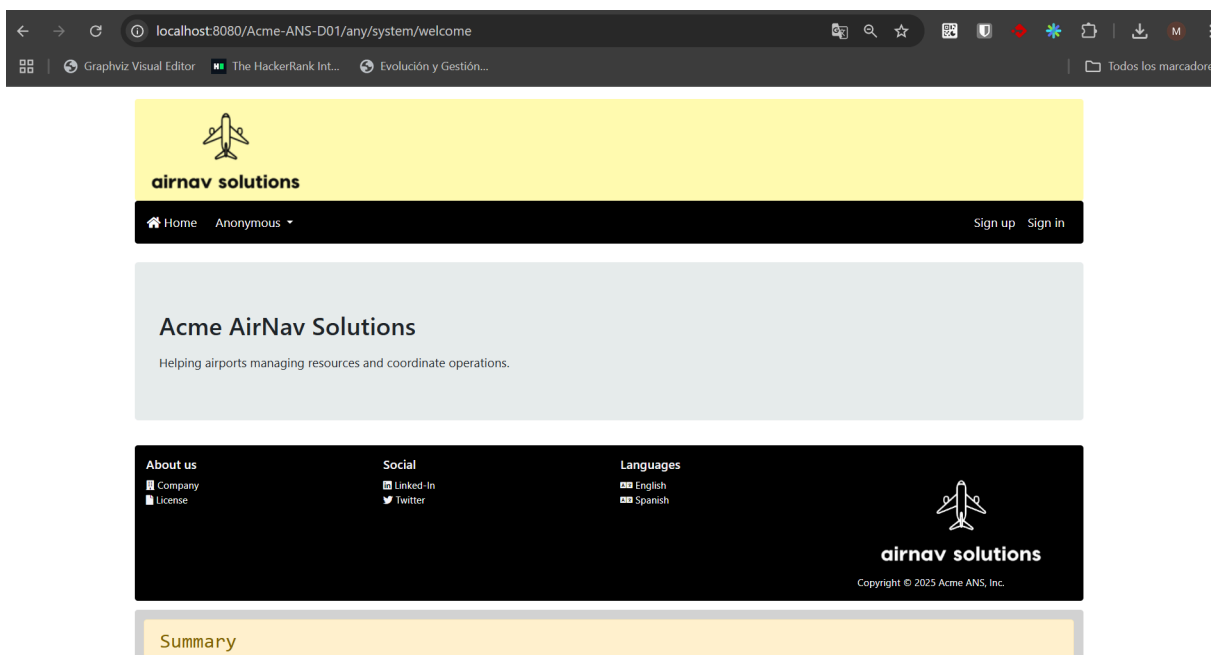 localhost:8080/Acme-ANS-D01/any/system/welcome
M
Graphviz Visual Editor
The HackerRank Int...
Evolución y Gestión...
Todos los marcadore
airnav solutions
Home Anonymous
Sign up Sign in
Acme AirNav Solutions
Helping airports managing resources and coordinate operations.
About us
Company
License
Social
Linked-In
Twitter
Languages
English
Spanish
airnav solutions
Copyright © 2025 Acme ANS, Inc.
Summary